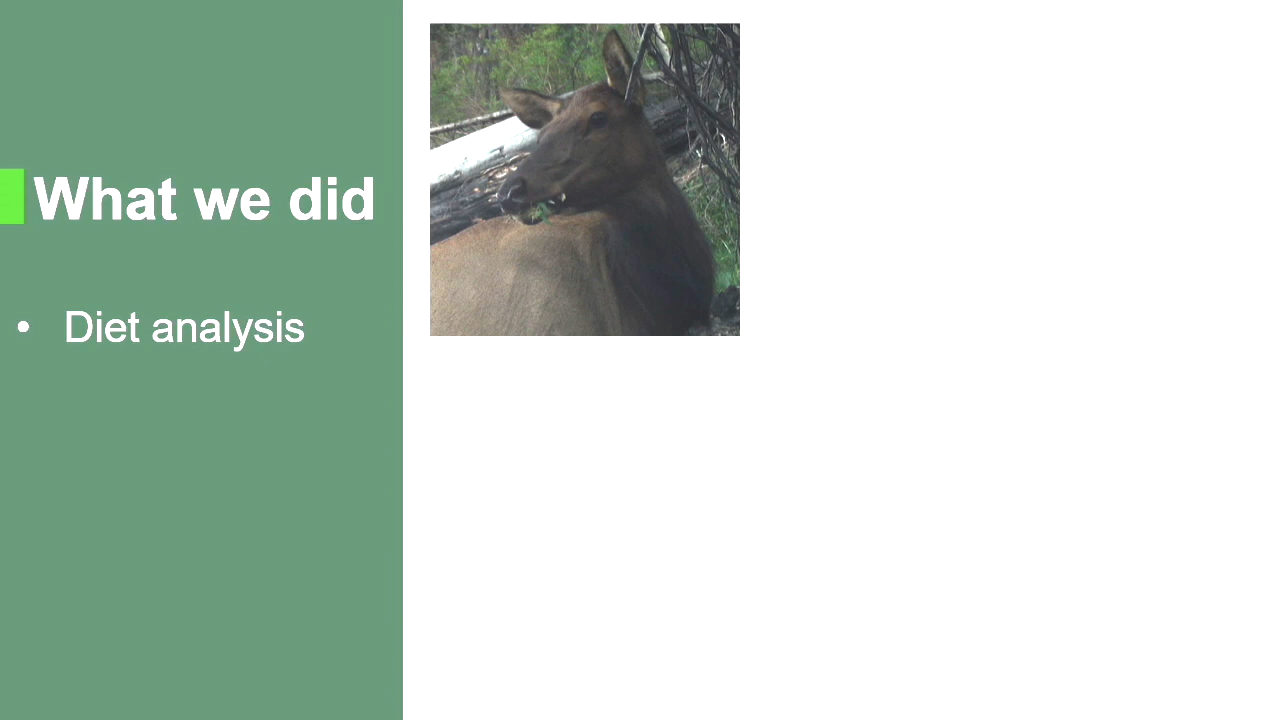 What we did
• Diet analysis